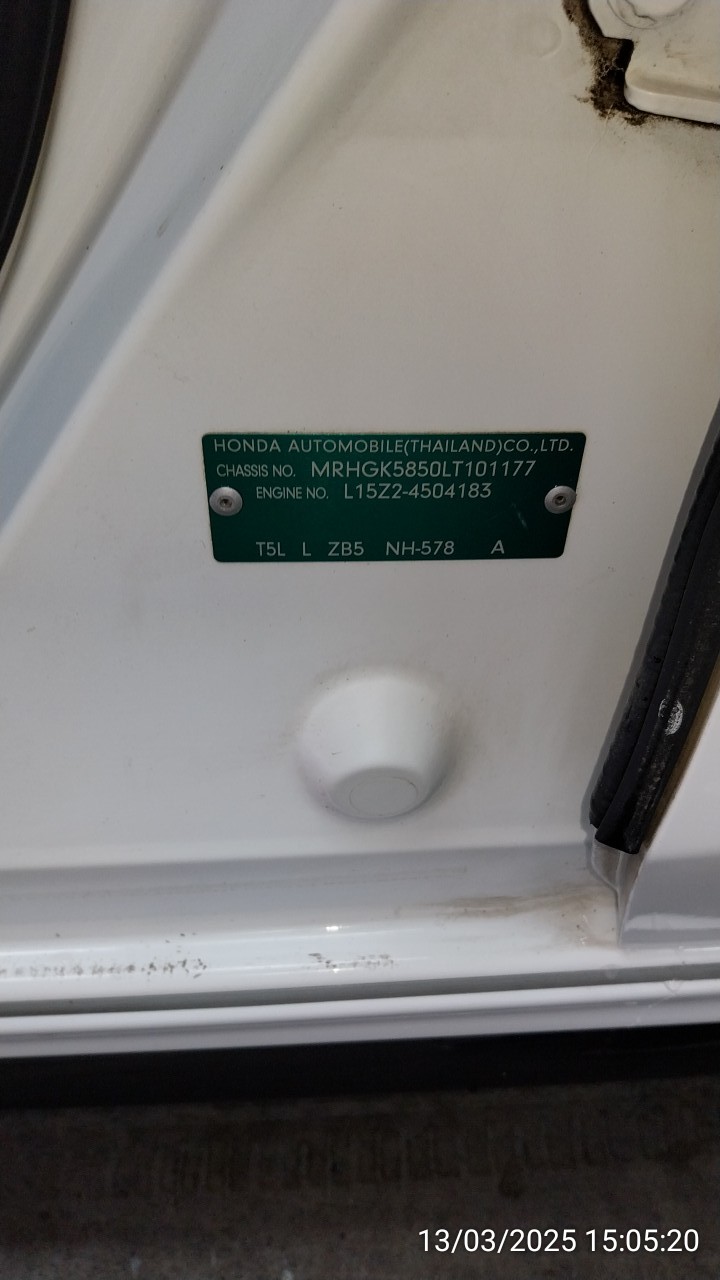 HONDA AUTOMOBILE(THAILAND)CO.,LTD.
CHASSIS NO. MRHGK5850LT101177
ENGINE NO. L15Z2-4504183
T5L L ZB5 NH-578 A
13/03/2025 15:05:20